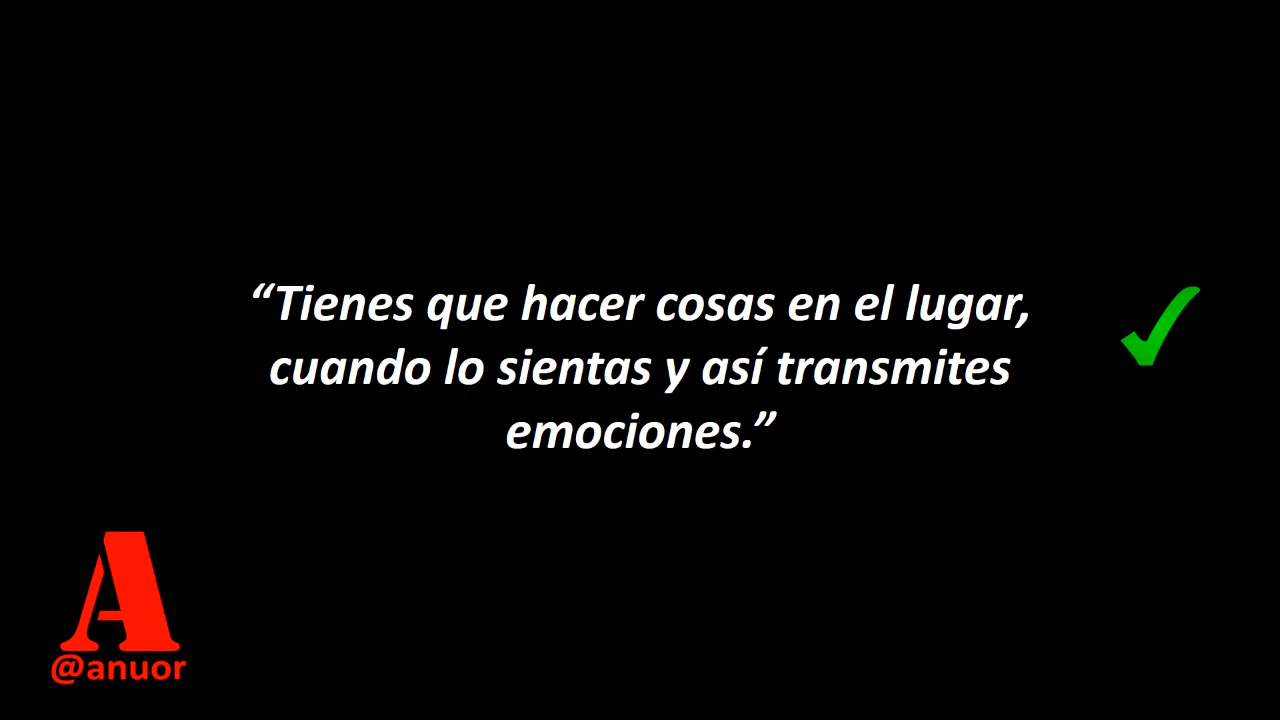 “Tienes que hacer cosas en el lugar,
cuando lo sientas y así transmites
emociones.”
A
@anuor